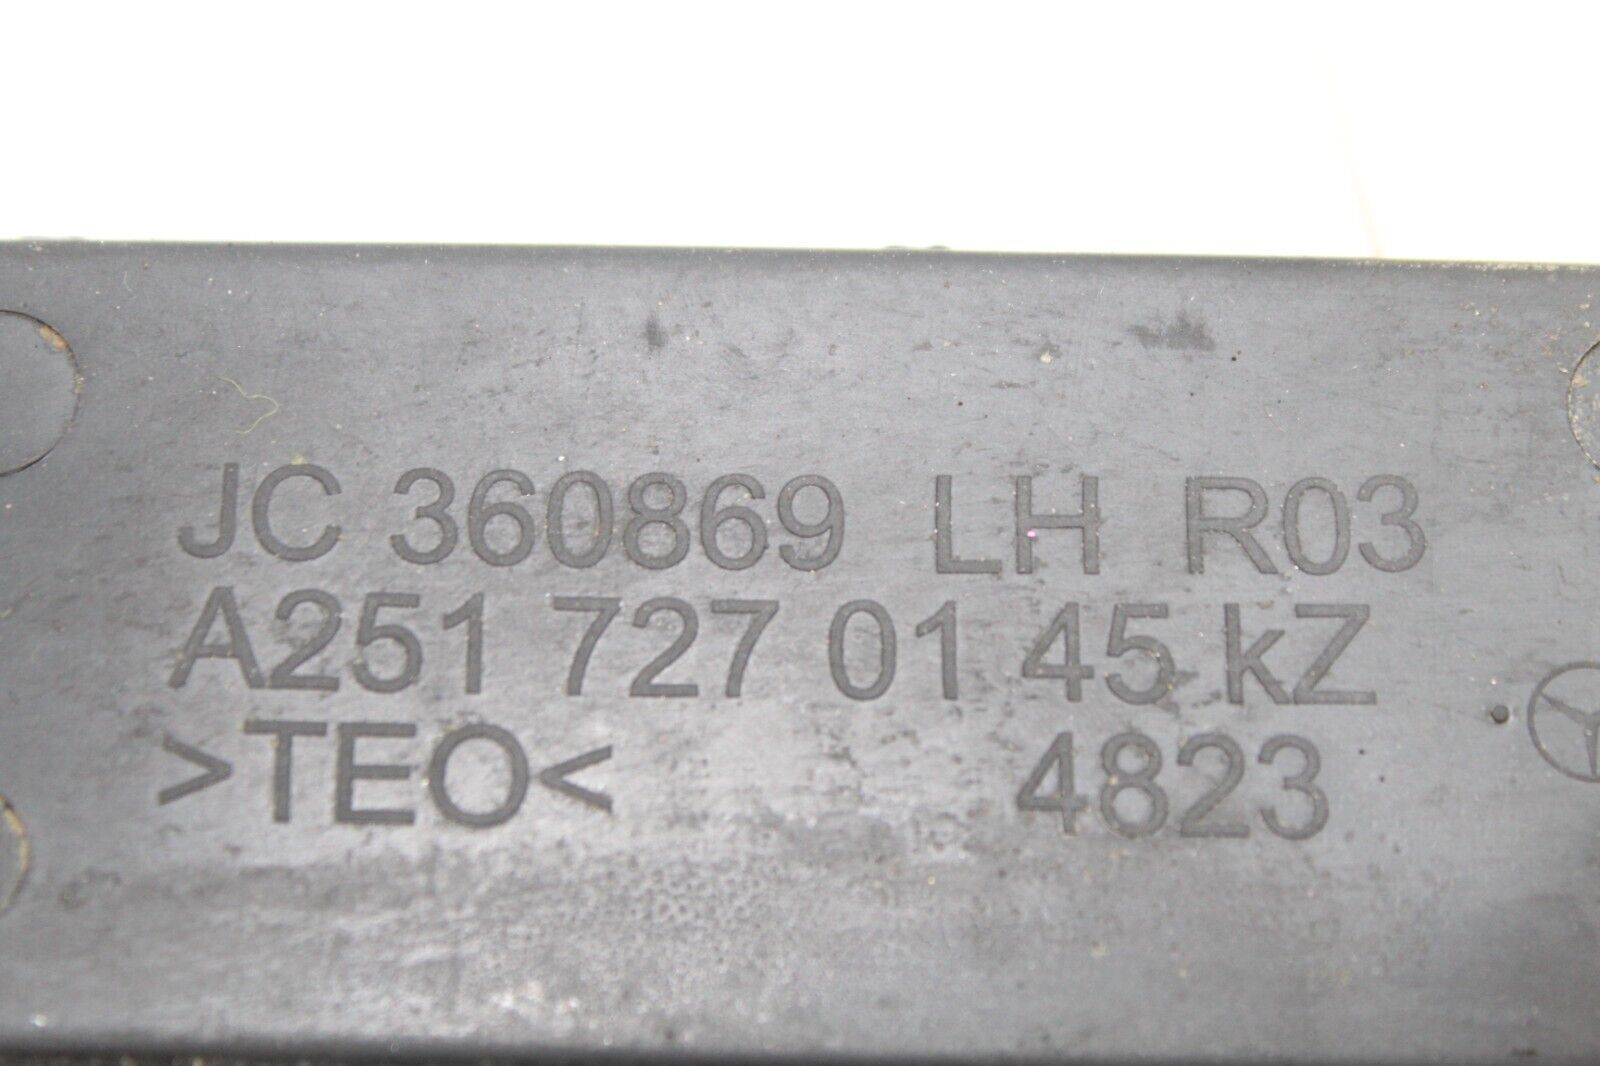 JC 360869 LH R03
A251 727 01 45 kZ
>TEO< 4823